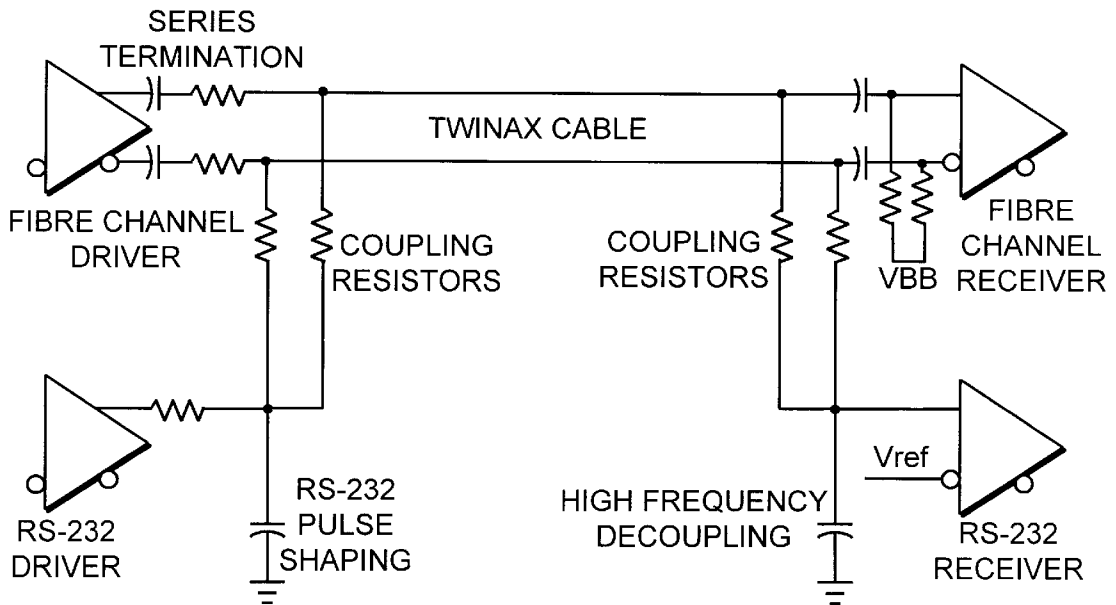 SERIES
TERMINATION
TWINAX CABLE
FIBRE CHANNEL
DRIVER
COUPLING
RESISTORS
COUPLING
RESISTORS
VBB
FIBRE
CHANNEL
RECEIVER
RS-232
DRIVER
RS-232
PULSE
SHAPING
HIGH FREQUENCY
DECOUPLING
Vref
RS-232
RECEIVER